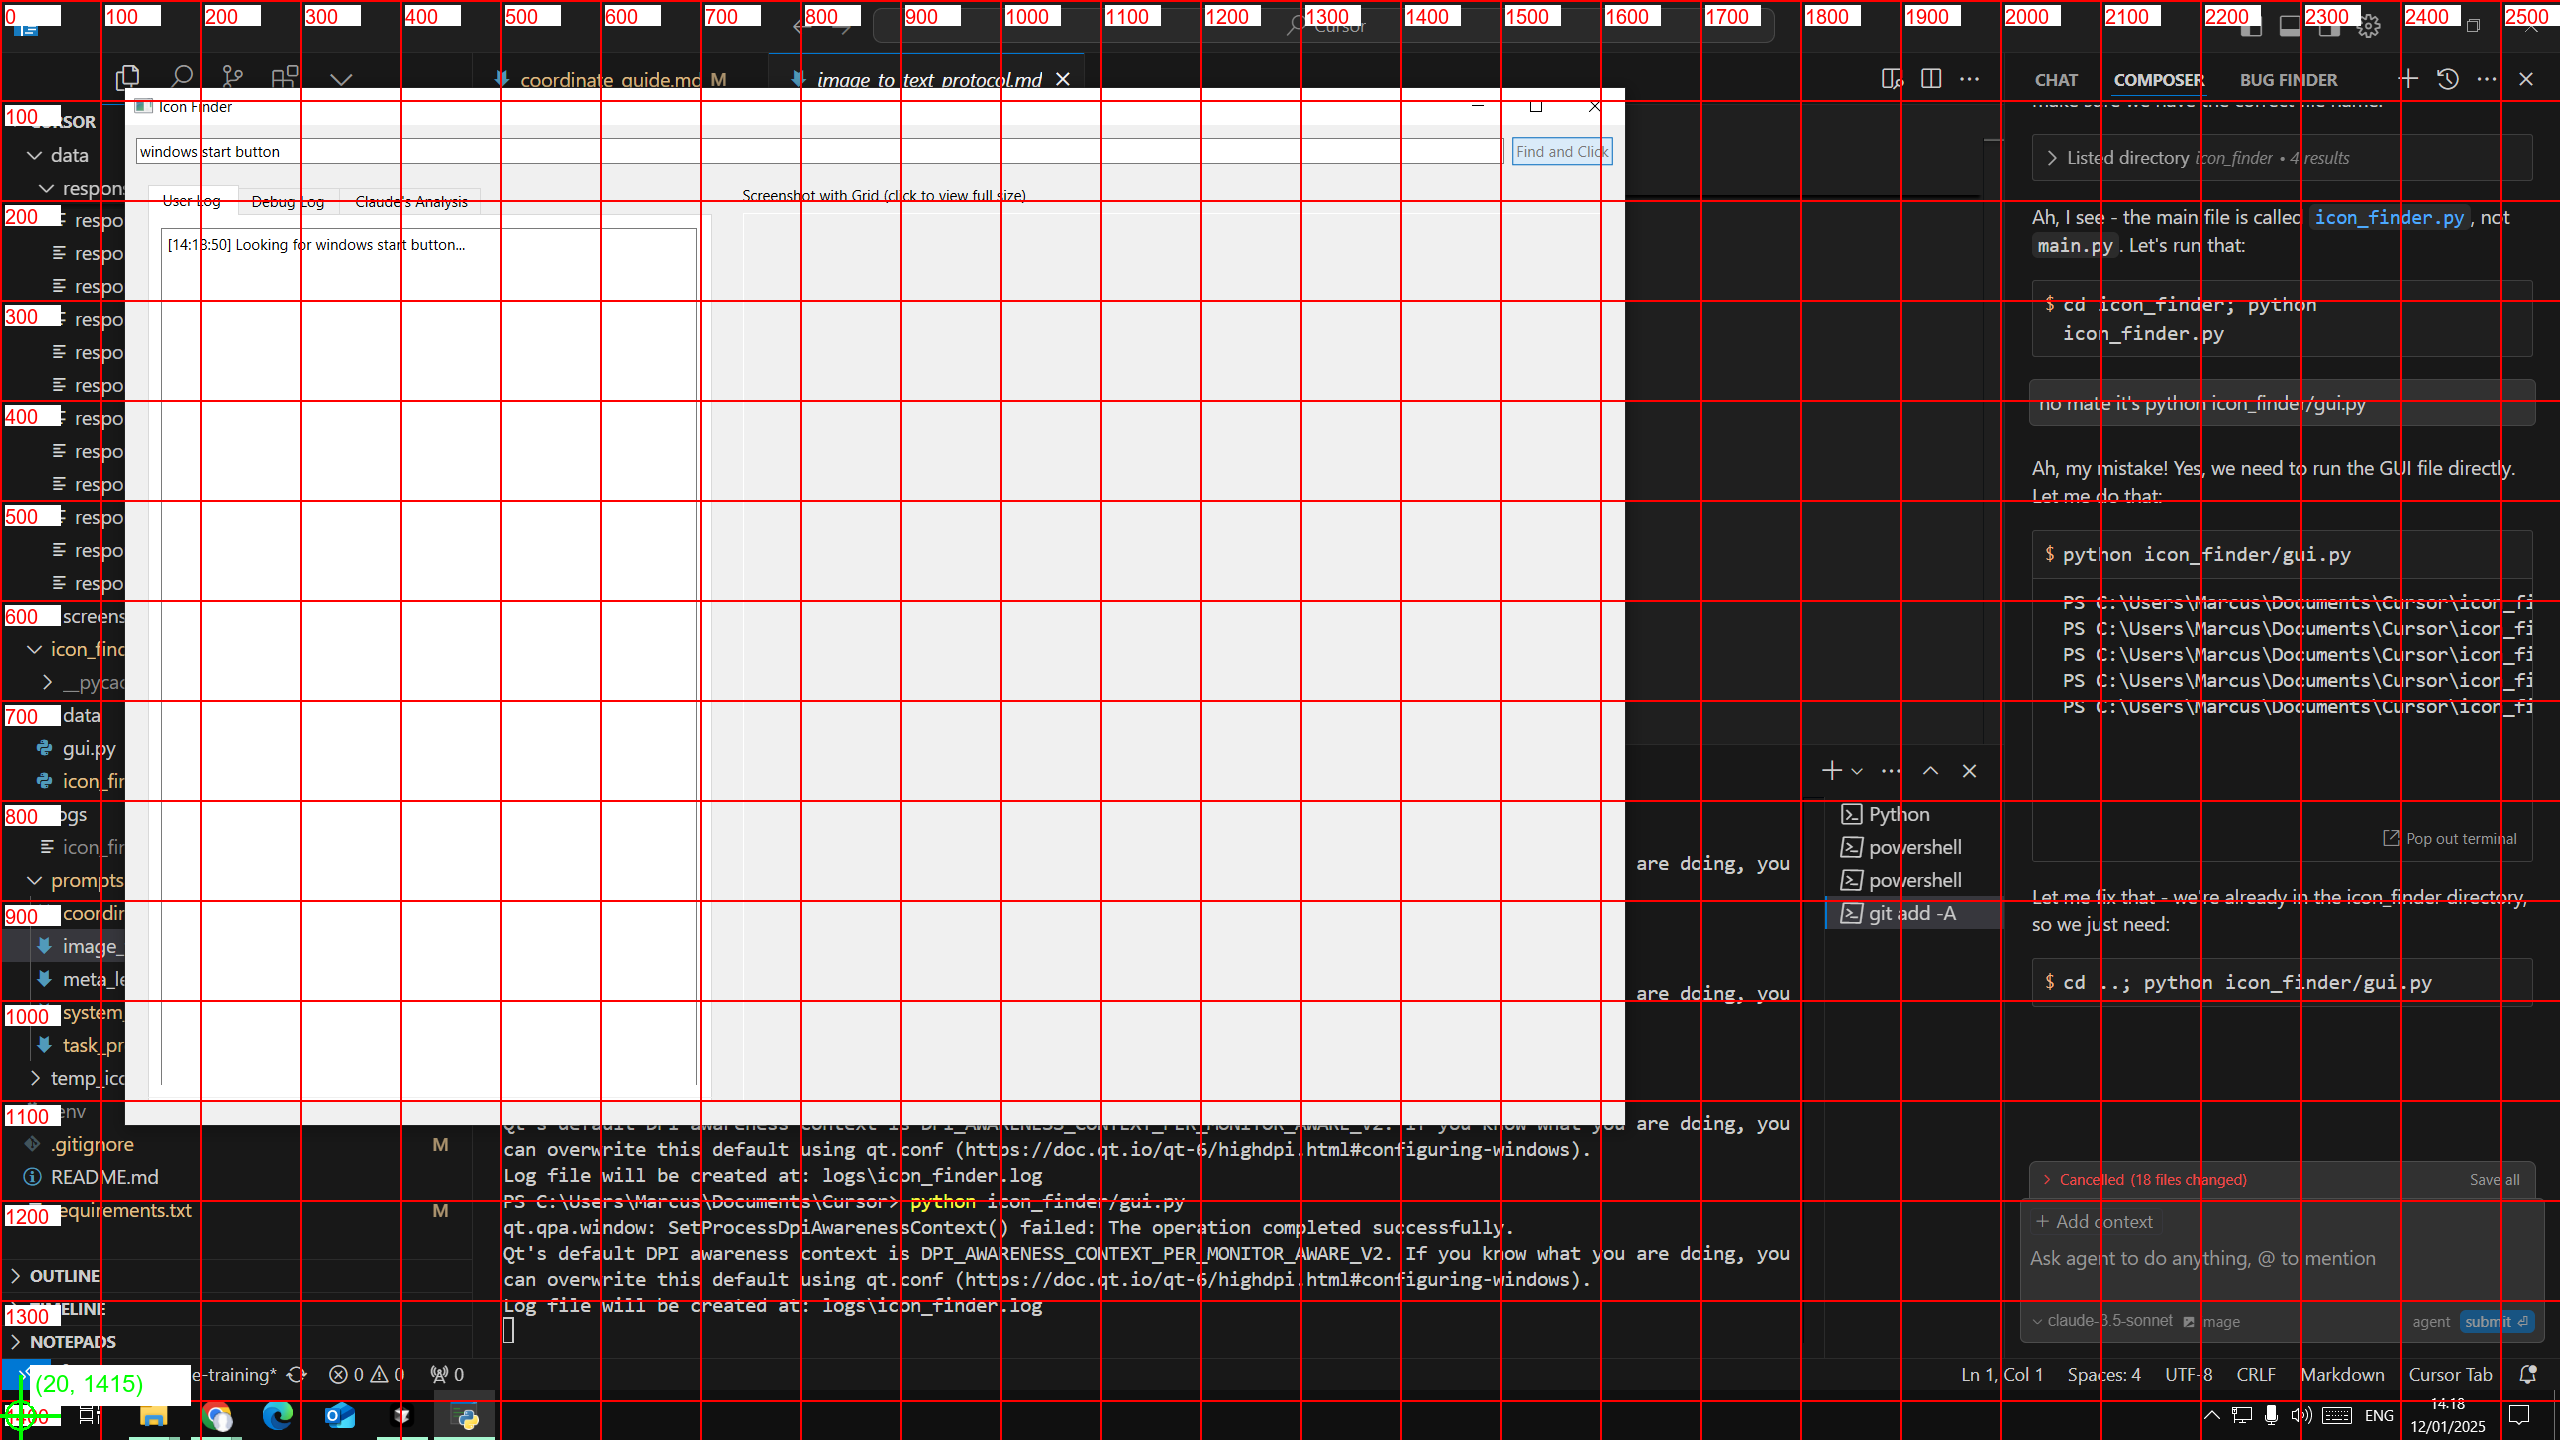 0 100 200 300 400 500 600 700 800 900 1000 1100 1200 1300 1400 1500 1600 1700 1800 1900 2000 2100 2200 2300 2400 2500
Cursor
coordinate_guide.md M
image_to_text_protocol.md
CHAT COMPOSER BUG FINDER
100
CURSOR
data
respons
200
respo
respo
respo
300
respo
respo
respo
400
respo
respo
respo
500
respo
respo
respo
600
screens
icon_find
__pycac
700
data
gui.py
icon_fin
800
ogs
icon_fin
prompts
900
coordin
image_
meta_le
1000
system_
task_pr
temp_ico
1100
env
.gitignore M
README.md
1200
equirements.txt M
OUTLINE
1300
TIMELINE
NOTEPADS
Icon Finder
windows start button
Find and Click
User Log Debug Log Claude's Analysis
Screenshot with Grid (click to view full size)
[14:18:50] Looking for windows start button...
are doing, you
are doing, you
Qt's default DPI awareness context is DPI_AWARENESS_CONTEXT_PER_MONITOR_AWARE_V2. If you know what you are doing, you
can overwrite this default using qt.conf (https://doc.qt.io/qt-6/highdpi.html#configuring-windows).
Log file will be created at: logs\icon_finder.log
PS C:\Users\Marcus\Documents\Cursor> python icon_finder/gui.py
qt.qpa.window: SetProcessDpiAwarenessContext() failed: The operation completed successfully.
Qt's default DPI awareness context is DPI_AWARENESS_CONTEXT_PER_MONITOR_AWARE_V2. If you know what you are doing, you
can overwrite this default using qt.conf (https://doc.qt.io/qt-6/highdpi.html#configuring-windows).
Log file will be created at: logs\icon_finder.log
Python
powershell
powershell
git add -A
make sure we have the correct file name.
Listed directory icon_finder • 4 results
Ah, I see - the main file is called icon_finder.py, not
main.py. Let's run that:
$ cd icon_finder; python
icon_finder.py
no mate it's python icon_finder/gui.py
Ah, my mistake! Yes, we need to run the GUI file directly.
Let me do that:
$ python icon_finder/gui.py
PS C:\Users\Marcus\Documents\Cursor\icon_fi
PS C:\Users\Marcus\Documents\Cursor\icon_fi
PS C:\Users\Marcus\Documents\Cursor\icon_fi
PS C:\Users\Marcus\Documents\Cursor\icon_fi
PS C:\Users\Marcus\Documents\Cursor\icon_fi
Pop out terminal
Let me fix that - we're already in the icon_finder directory,
so we just need:
$ cd ..; python icon_finder/gui.py
Cancelled (18 files changed) Save all
+ Add context
Ask agent to do anything, @ to mention
claude-3.5-sonnet mage agent submit
(20, 1415)
e-training* 0 0 0
Ln 1, Col 1 Spaces: 4 UTF-8 CRLF Markdown Cursor Tab
1400
ENG
14.18
12/01/2025